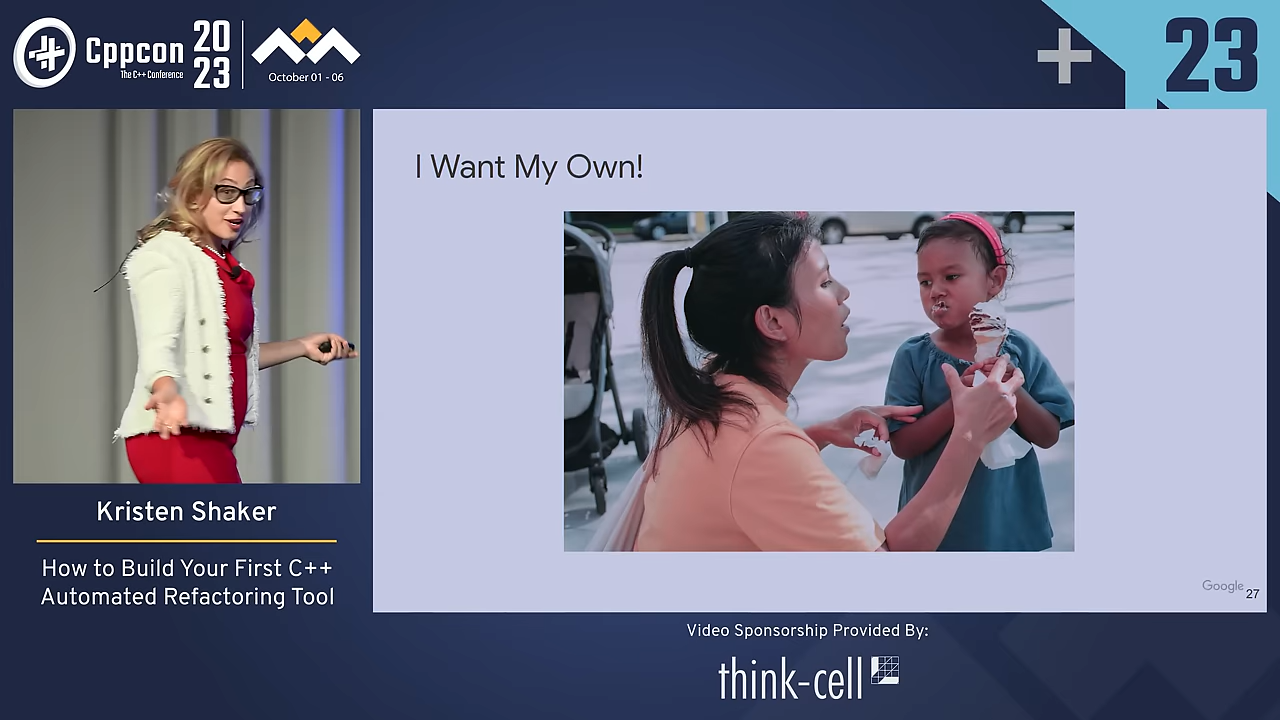 Cppcon
The C++ Conference
20
23
October 01 - 06
23
I Want My Own!
Kristen Shaker
How to Build Your First C++
Automated Refactoring Tool
Google
27
Video Sponsorship Provided By:
think-cell